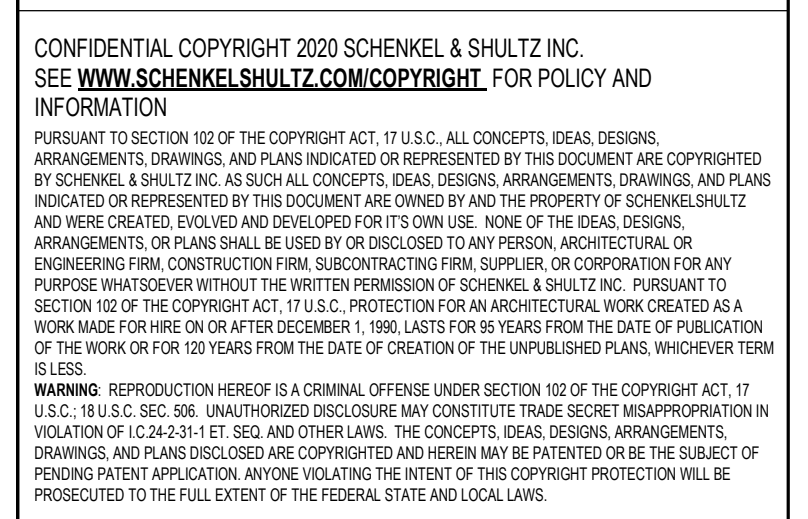 CONFIDENTIAL COPYRIGHT 2020 SCHENKEL & SHULTZ INC.
SEE WWW.SCHENKELSHULTZ.COM/COPYRIGHT FOR POLICY AND
INFORMATION
PURSUANT TO SECTION 102 OF THE COPYRIGHT ACT, 17 U.S.C., ALL CONCEPTS, IDEAS, DESIGNS,
ARRANGEMENTS, DRAWINGS, AND PLANS INDICATED OR REPRESENTED BY THIS DOCUMENT ARE COPYRIGHTED
BY SCHENKEL & SHULTZ INC. AS SUCH ALL CONCEPTS, IDEAS, DESIGNS, ARRANGEMENTS, DRAWINGS, AND PLANS
INDICATED OR REPRESENTED BY THIS DOCUMENT ARE OWNED BY AND THE PROPERTY OF SCHENKELSHULTZ
AND WERE CREATED, EVOLVED AND DEVELOPED FOR IT'S OWN USE. NONE OF THE IDEAS, DESIGNS,
ARRANGEMENTS, OR PLANS SHALL BE USED BY OR DISCLOSED TO ANY PERSON, ARCHITECTURAL OR
ENGINEERING FIRM, CONSTRUCTION FIRM, SUBCONTRACTING FIRM, SUPPLIER, OR CORPORATION FOR ANY
PURPOSE WHATSOEVER WITHOUT THE WRITTEN PERMISSION OF SCHENKEL & SHULTZ INC. PURSUANT TO
SECTION 102 OF THE COPYRIGHT ACT, 17 U.S.C., PROTECTION FOR AN ARCHITECTURAL WORK CREATED AS A
WORK MADE FOR HIRE ON OR AFTER DECEMBER 1, 1990, LASTS FOR 95 YEARS FROM THE DATE OF PUBLICATION
OF THE WORK OR FOR 120 YEARS FROM THE DATE OF CREATION OF THE UNPUBLISHED PLANS, WHICHEVER TERM
IS LESS.
WARNING: REPRODUCTION HEREOF IS A CRIMINAL OFFENSE UNDER SECTION 102 OF THE COPYRIGHT ACT, 17
U.S.C.; 18 U.S.C. SEC. 506. UNAUTHORIZED DISCLOSURE MAY CONSTITUTE TRADE SECRET MISAPPROPRIATION IN
VIOLATION OF I.C.24-2-31-1 ET. SEQ. AND OTHER LAWS. THE CONCEPTS, IDEAS, DESIGNS, ARRANGEMENTS,
DRAWINGS, AND PLANS DISCLOSED ARE COPYRIGHTED AND HEREIN MAY BE PATENTED OR BE THE SUBJECT OF
PENDING PATENT APPLICATION. ANYONE VIOLATING THE INTENT OF THIS COPYRIGHT PROTECTION WILL BE
PROSECUTED TO THE FULL EXTENT OF THE FEDERAL STATE AND LOCAL LAWS.